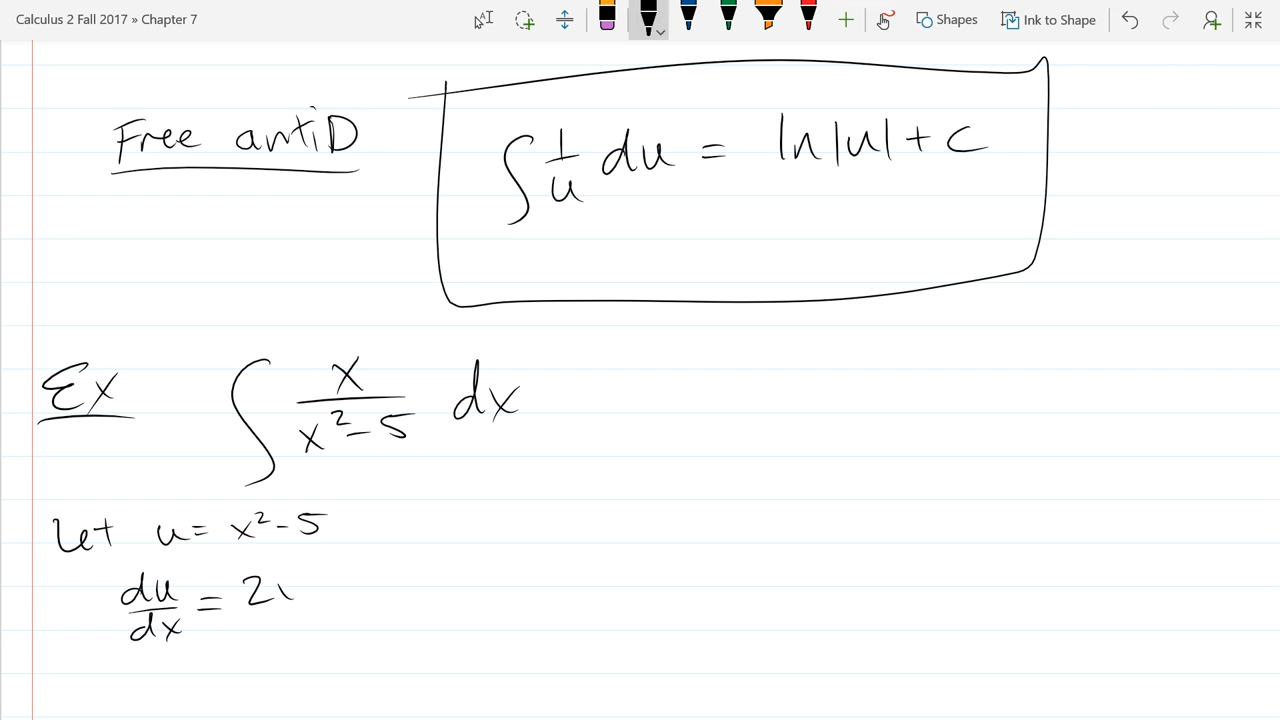 Calculus 2 Fall 2017 » Chapter 7
Shapes
Ink to Shape
Free antiD
∫ 1/u du = ln|u| + c
Ex ∫ x/(x²-5) dx
Let u = x²-5
du/dx = 2